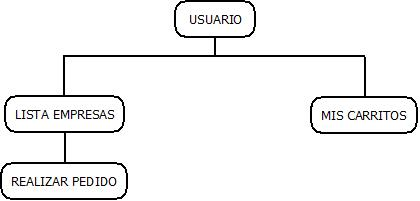 USUARIO
LISTA EMPRESAS
MIS CARRITOS
REALIZAR PEDIDO